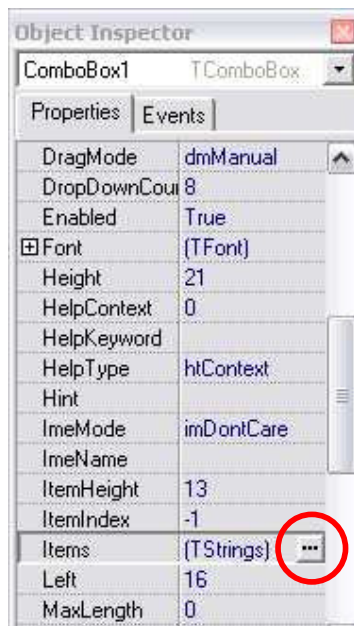 Object Inspector
ComboBox1 TComboBox
Properties Events
DragMode dmManual
DropDownCou 8
Enabled True
Font (TFont)
Height 21
HelpContext 0
HelpKeyword
HelpType htContext
Hint
ImeMode imDontCare
ImeName
ItemHeight 13
ItemIndex -1
Items (TStrings) ...
Left 16
MaxLength 0